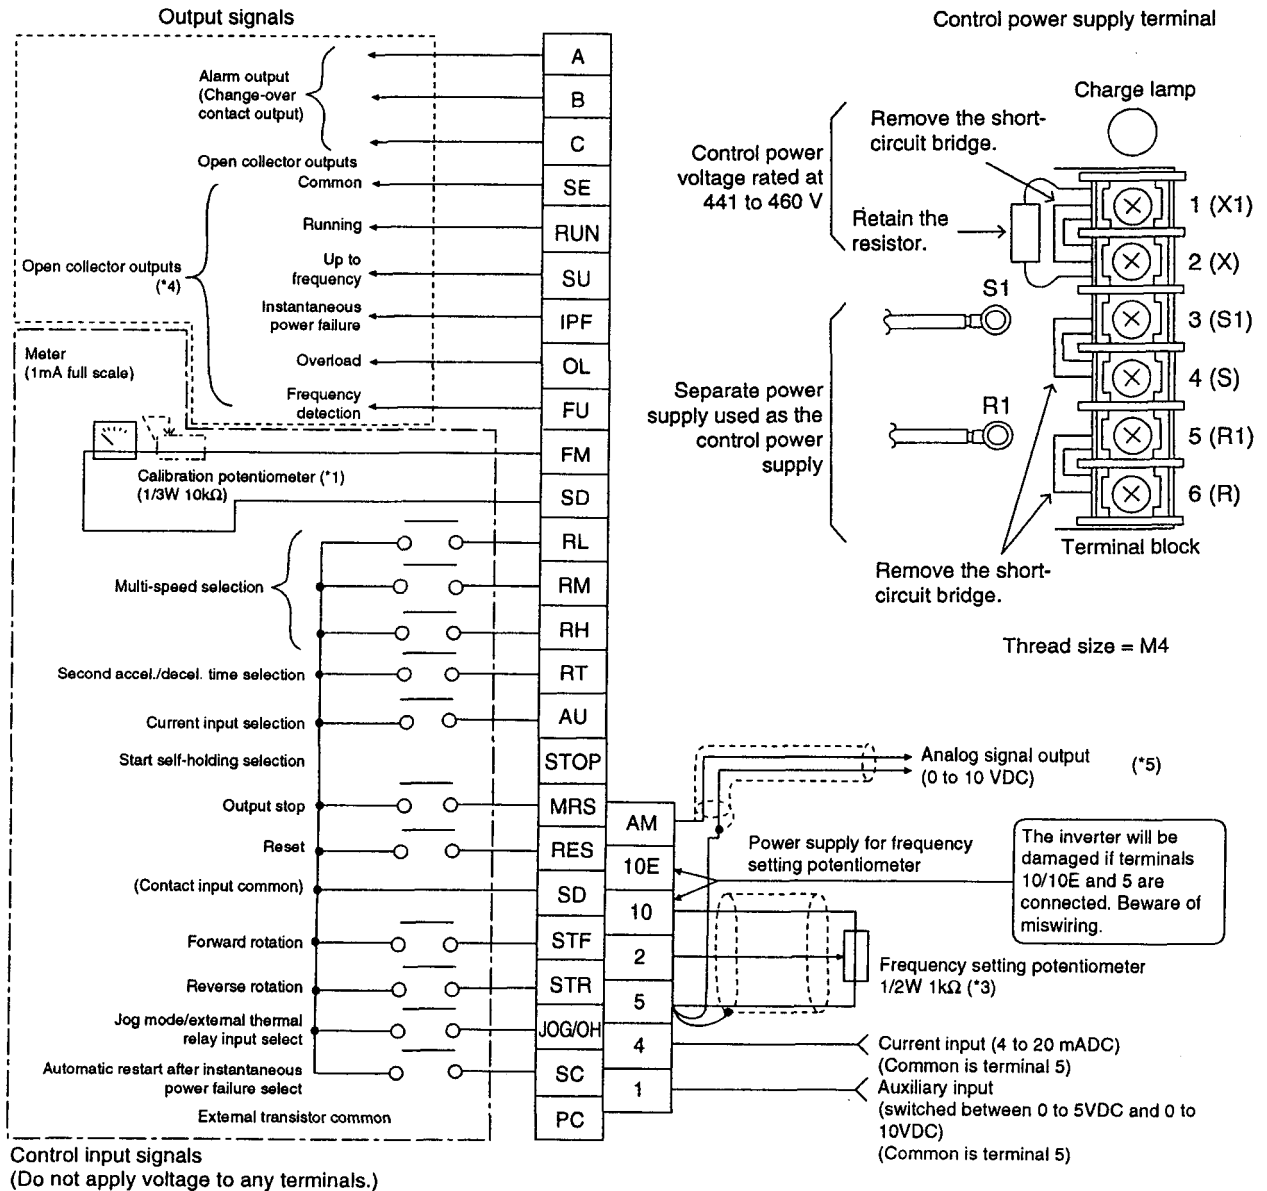 Output signals
Alarm output
(Change-over
contact output)
Open collector outputs
Common
Running
Up to
frequency
Open collector outputs
(*4)
Instantaneous
power failure
Overload
Frequency
detection
Meter
(1mA full scale)
Calibration potentiometer (*1)
(1/3W 10kΩ)
Multi-speed selection
Second accel./decel. time selection
Current input selection
Start self-holding selection
Output stop
Reset
(Contact input common)
Forward rotation
Reverse rotation
Jog mode/external thermal
relay input select
Automatic restart after instantaneous
power failure select
External transistor common
Control input signals
(Do not apply voltage to any terminals.)
A
B
C
SE
RUN
SU
IPF
OL
FU
FM
SD
RL
RM
RH
RT
AU
STOP
MRS
RES
SD
STF
STR
JOG/OH
SC
PC
AM
10E
10
2
5
4
1
Control power supply terminal
Charge lamp
Remove the short-
circuit bridge.
Control power
voltage rated at
441 to 460 V
Retain the
resistor.
1 (X1)
2 (X)
3 (S1)
4 (S)
5 (R1)
6 (R)
S1
R1
Separate power
supply used as the
control power
supply
Terminal block
Remove the short-
circuit bridge.
Thread size = M4
Analog signal output
(0 to 10 VDC)
(*5)
Power supply for frequency
setting potentiometer
The inverter will be
damaged if terminals
10/10E and 5 are
connected. Beware of
miswiring.
Frequency setting potentiometer
1/2W 1kΩ (*3)
Current input (4 to 20 mADC)
(Common is terminal 5)
Auxiliary input
(switched between 0 to 5VDC and 0 to
10VDC)
(Common is terminal 5)